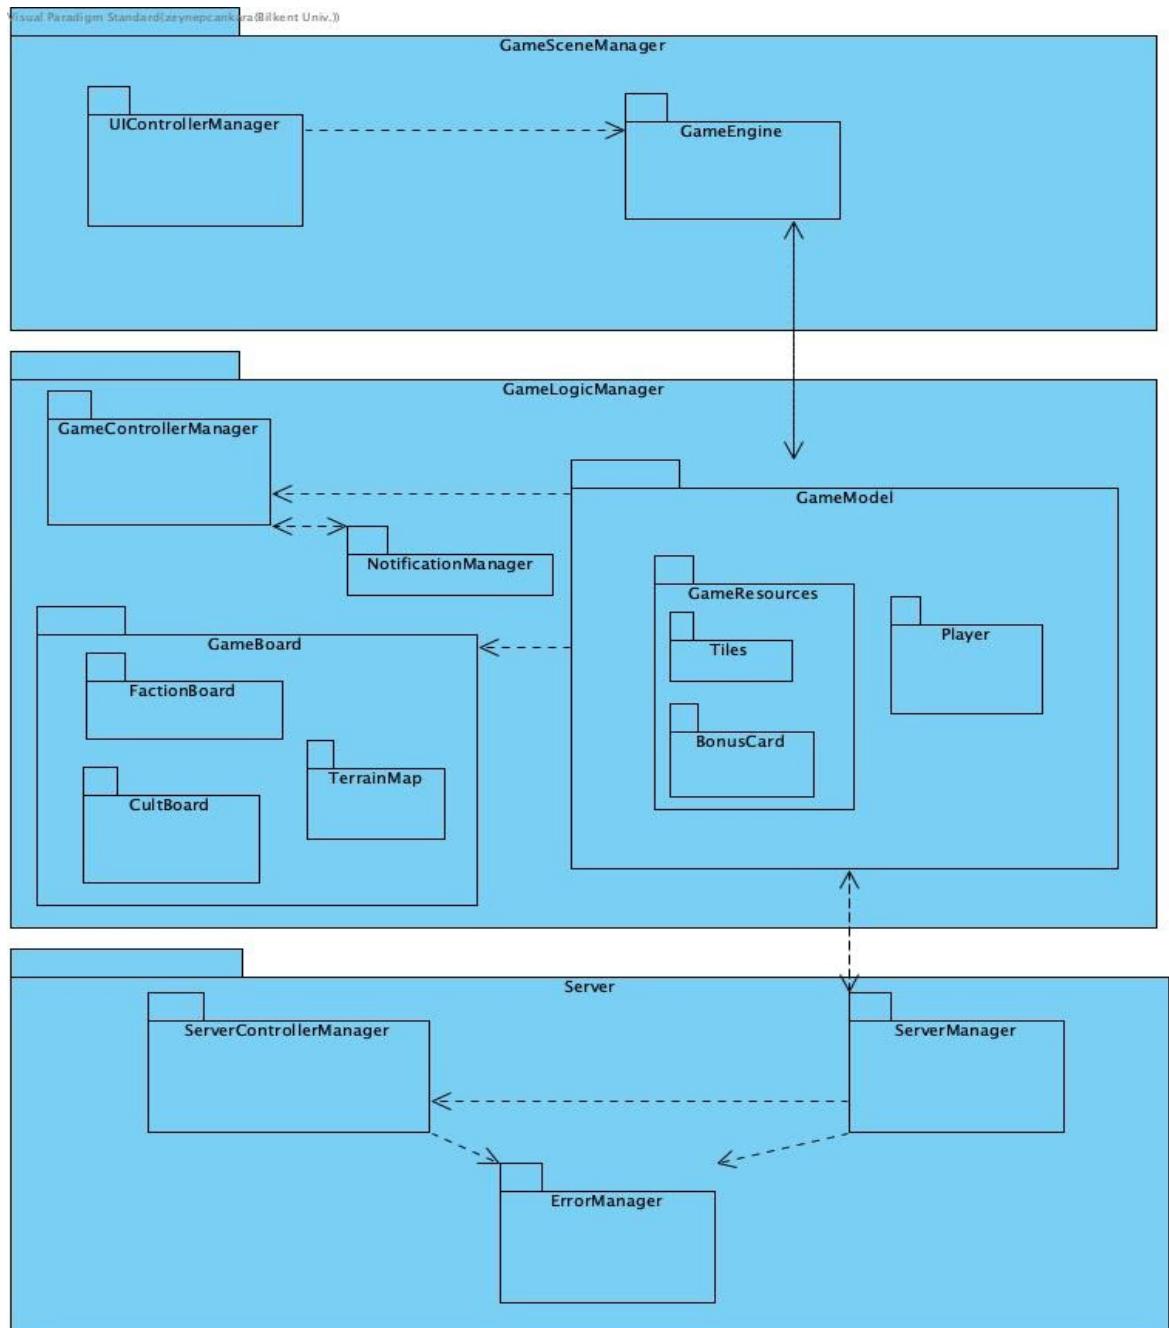 Visual Paradigm Standard(zeynepcankara(Bilkent Univ.))
GameSceneManager
UIControllerManager
GameEngine
GameLogicManager
GameControllerManager
GameModel
NotificationManager
GameResources
Player
GameBoard
Tiles
FactionBoard
BonusCard
TerrainMap
CultBoard
Server
ServerControllerManager
ServerManager
ErrorManager